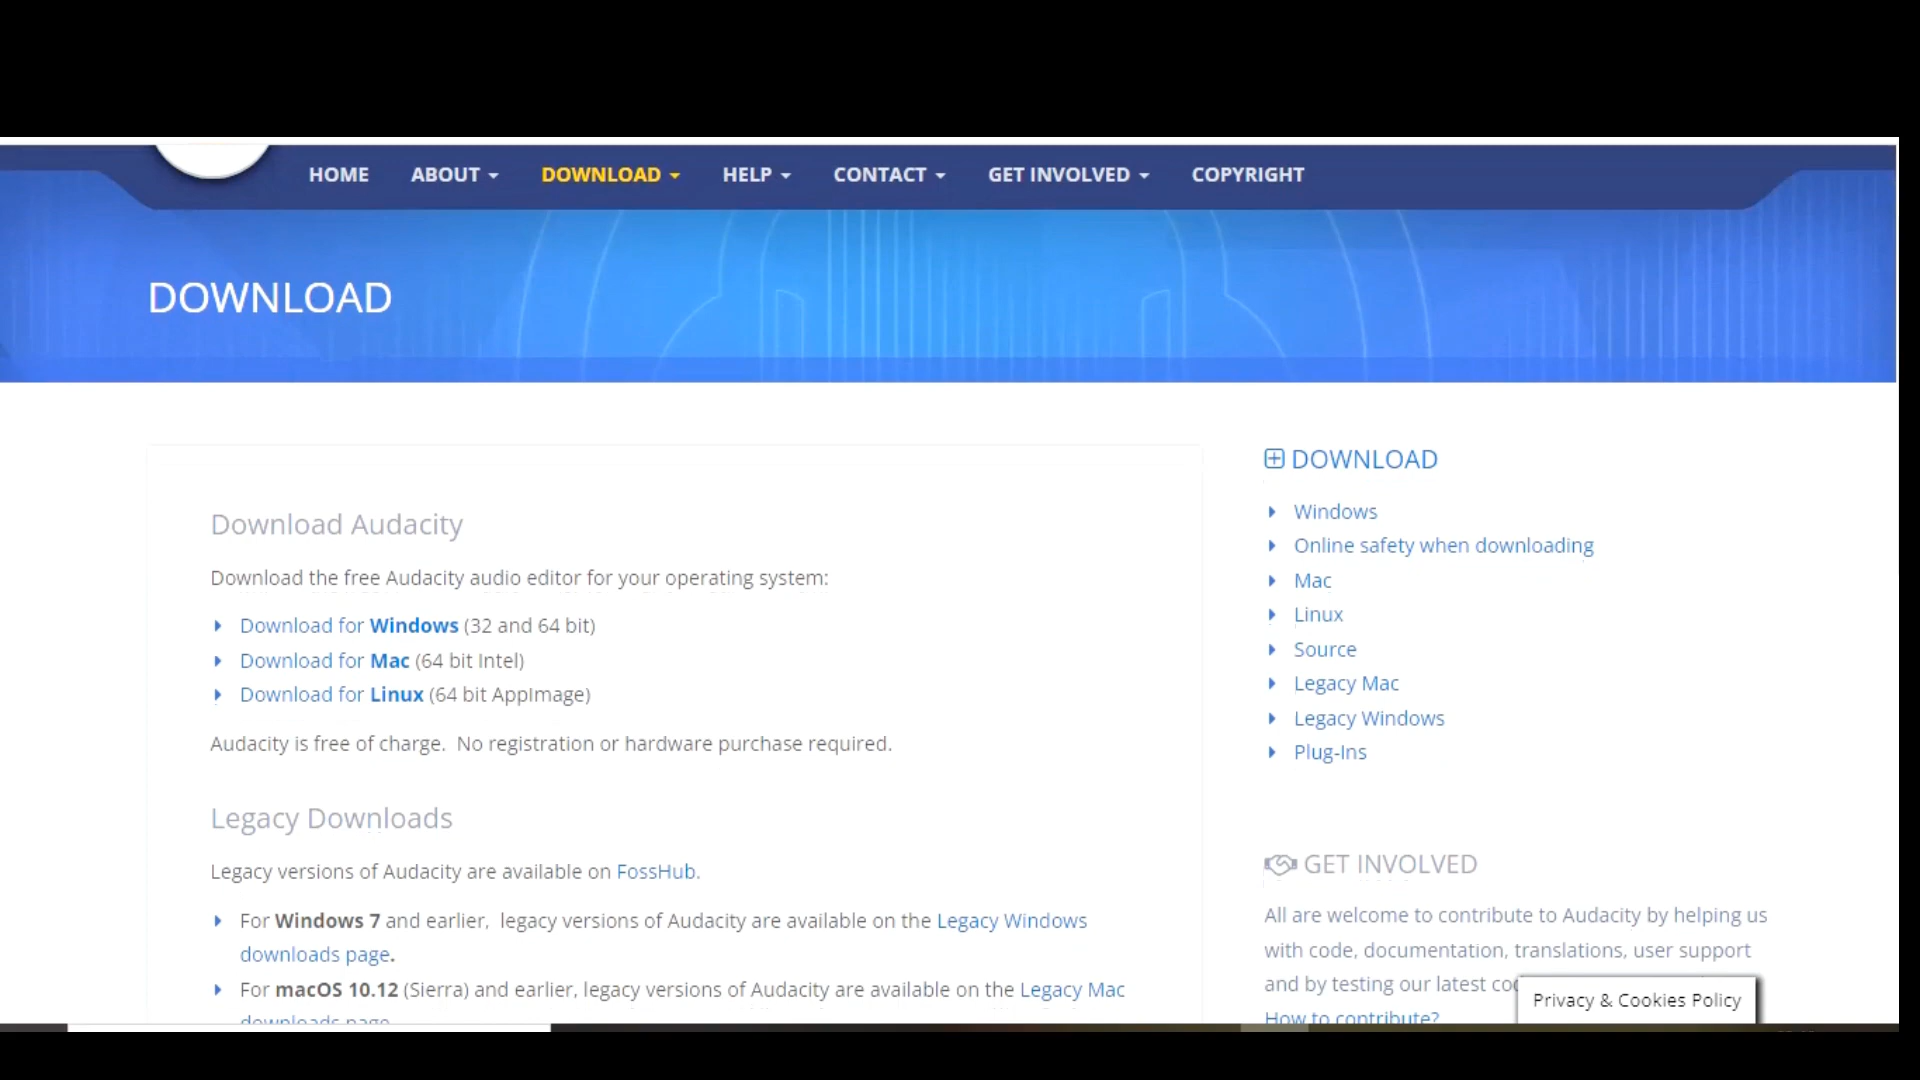 HOME ABOUT DOWNLOAD HELP CONTACT GET INVOLVED COPYRIGHT
DOWNLOAD
Download Audacity
Download the free Audacity audio editor for your operating system:
Download for Windows (32 and 64 bit)
Download for Mac (64 bit Intel)
Download for Linux (64 bit AppImage)
Audacity is free of charge.  No registration or hardware purchase required.
Legacy Downloads
Legacy versions of Audacity are available on FossHub.
For Windows 7 and earlier,  legacy versions of Audacity are available on the Legacy Windows
downloads page.
For macOS 10.12 (Sierra) and earlier, legacy versions of Audacity are available on the Legacy Mac
downloads page
DOWNLOAD
Windows
Online safety when downloading
Mac
Linux
Source
Legacy Mac
Legacy Windows
Plug-Ins
GET INVOLVED
All are welcome to contribute to Audacity by helping us
with code, documentation, translations, user support
and by testing our latest
How to contribute?
Privacy & Cookies Policy